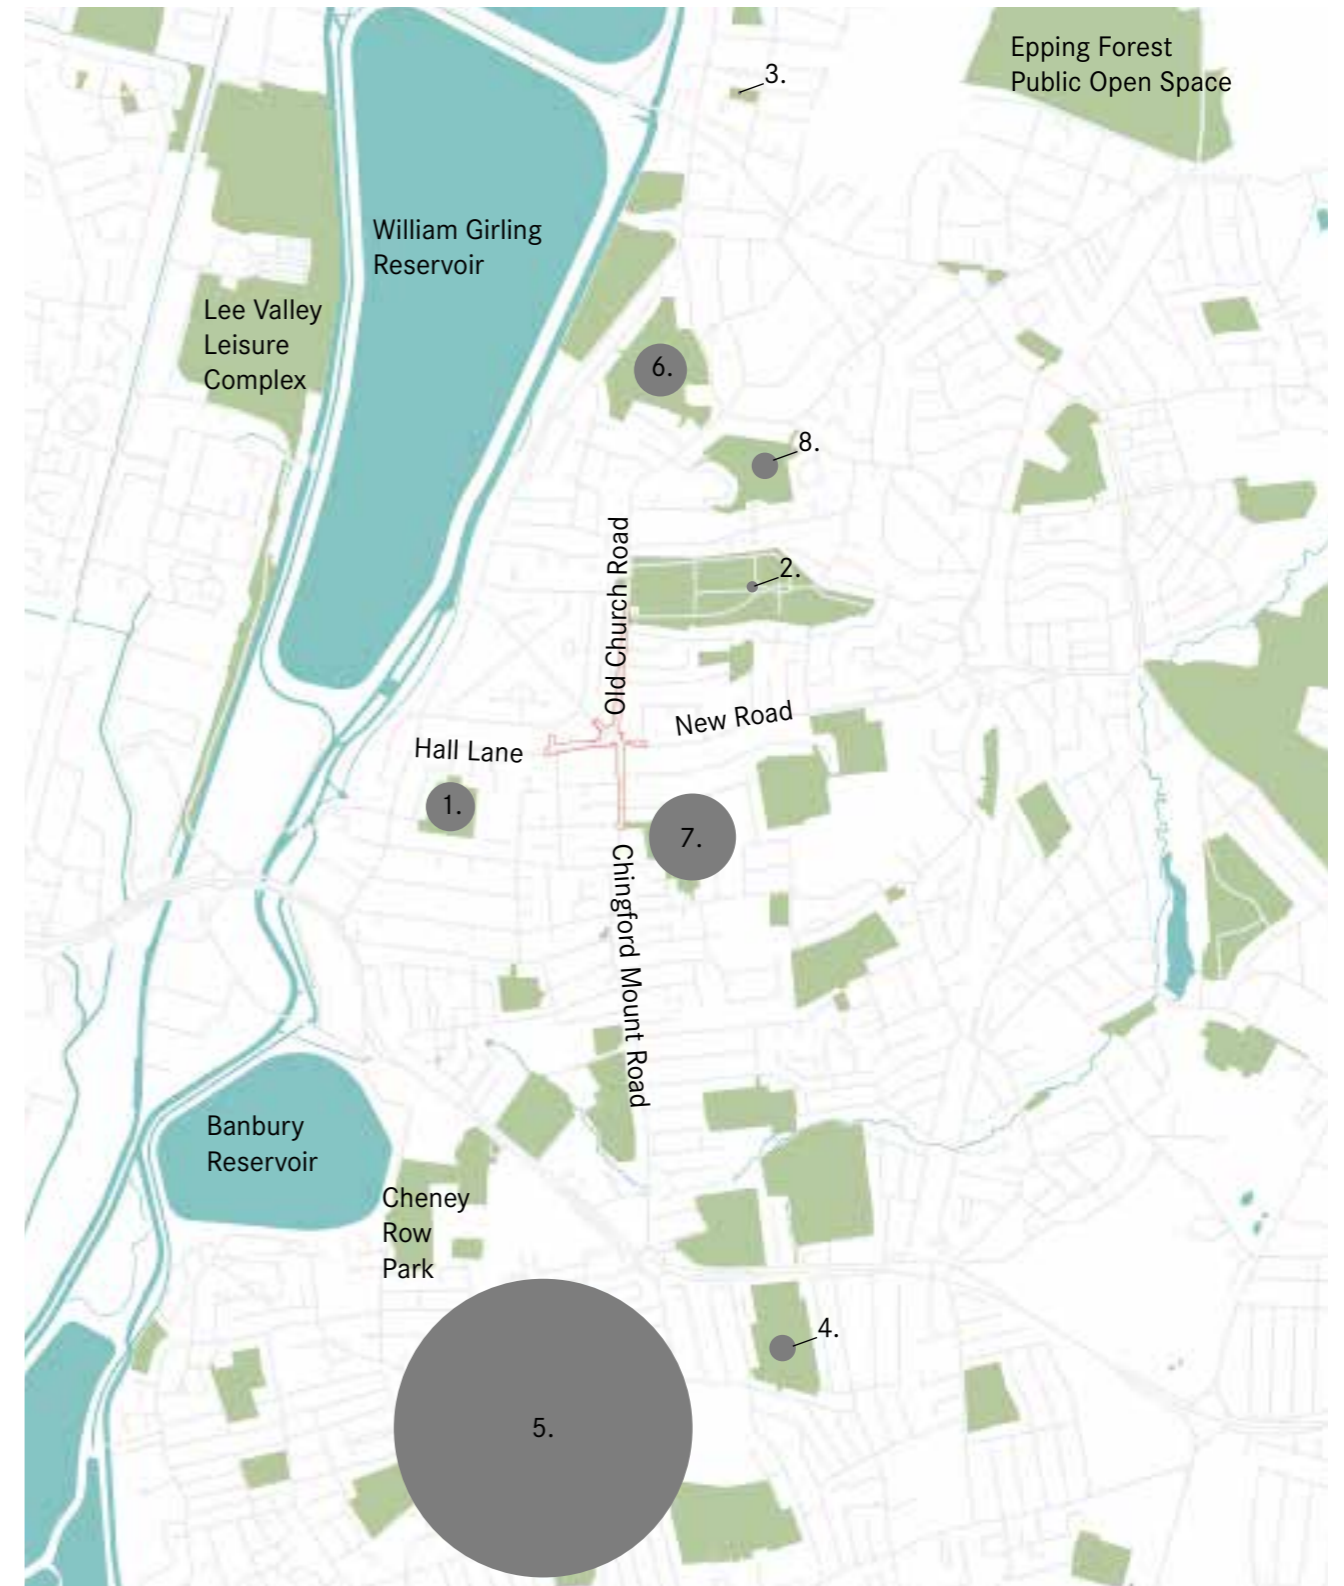 Epping Forest
Public Open Space
3.
William Girling
Reservoir
Lee Valley
Leisure
Complex
6.
8.
Old Church Road
2.
New Road
Hall Lane
1.
7.
Chingford Mount Road
Banbury
Reservoir
Cheney
Row
Park
4.
5.